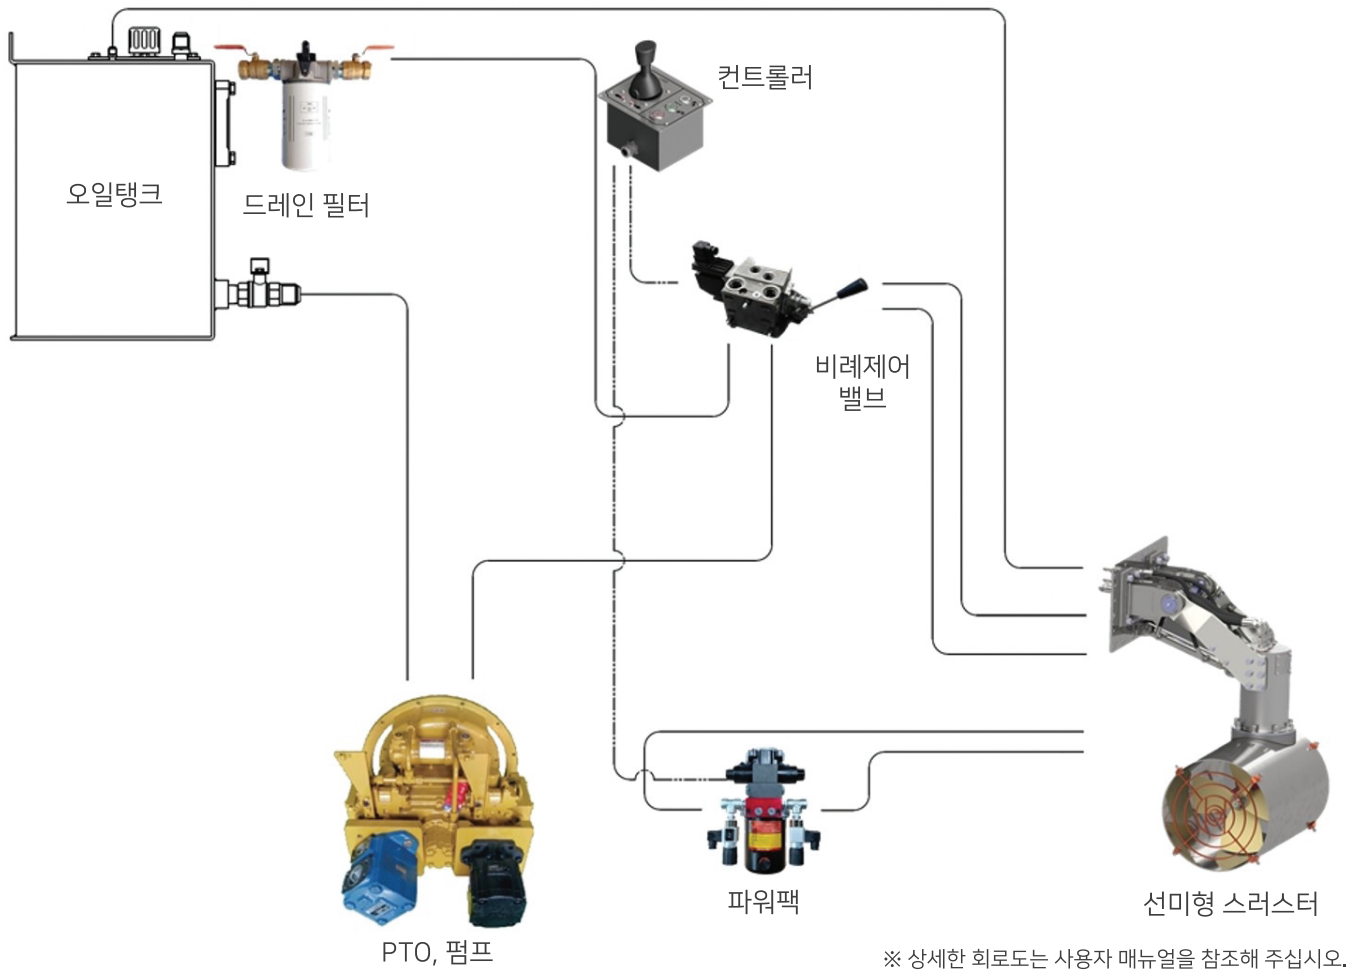 컨트롤러
오일탱크
드레인 필터
비례제어
밸브
파워팩
선미형 스러스터
PTO, 펌프
※ 상세한 회로도는 사용자 매뉴얼을 참조해 주십시오.